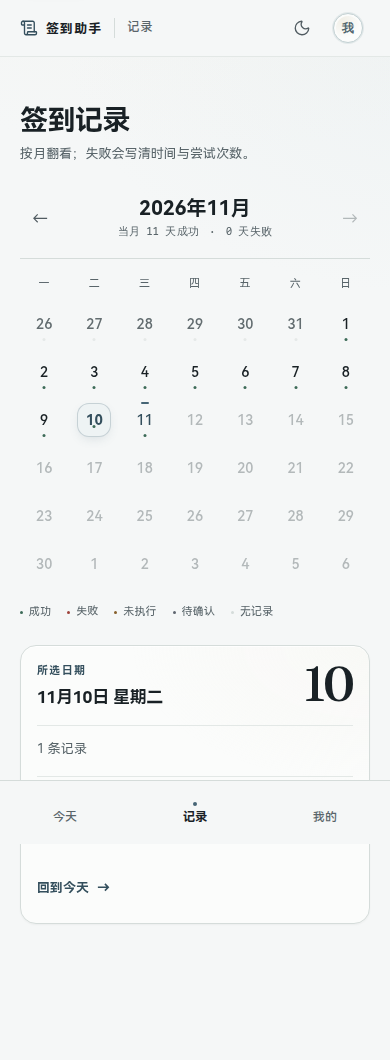 签到助手 记录 我
签到记录
按月翻看；失败会写清时间与尝试次数。
← 2026年11月 →
当月 11 天成功 · 0 天失败
一 二 三 四 五 六 日
26 27 28 29 30 31 1
2 3 4 5 6 7 8
9 10 11 12 13 14 15
16 17 18 19 20 21 22
23 24 25 26 27 28 29
30 1 2 3 4 5 6
成功 失败 未执行 待确认 无记录
所选日期
11月10日 星期二 10
1 条记录
今天 记录 我的
回到今天 →